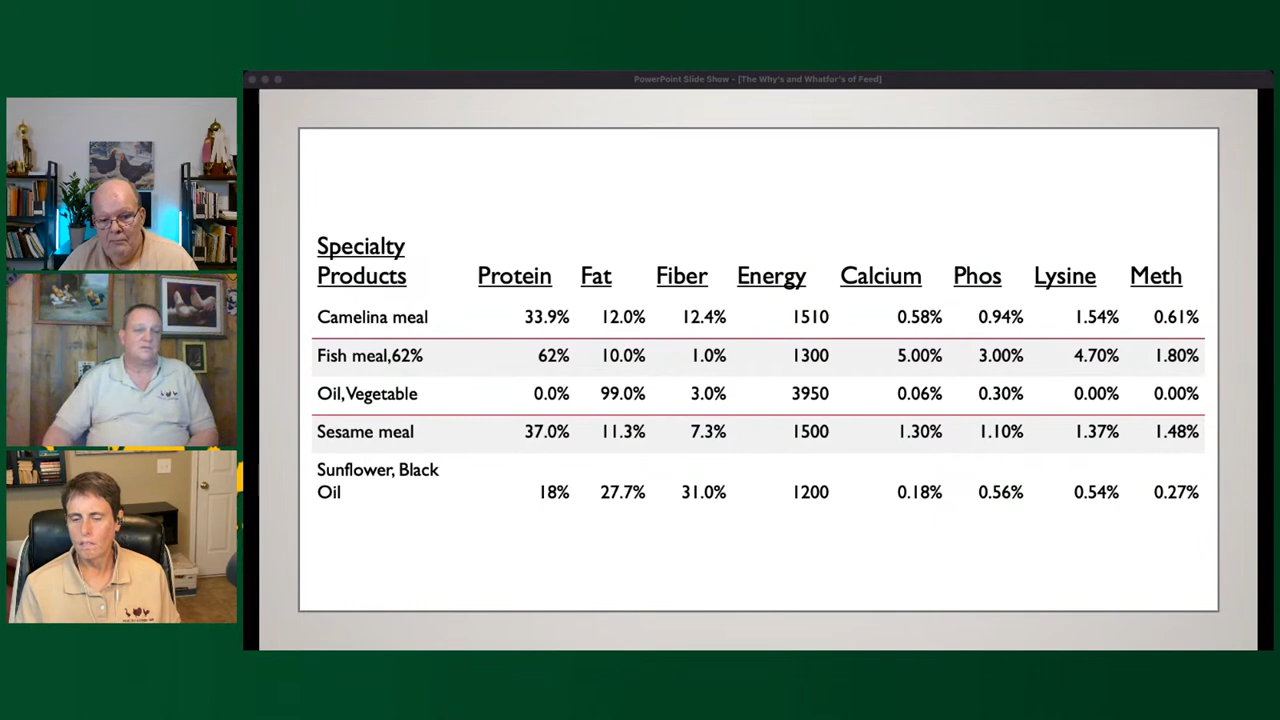 PowerPoint Slide Show - [The Why's and Whatfor's of Feed]
Specialty
Products Protein Fat Fiber Energy Calcium Phos Lysine Meth
Camelina meal 33.9% 12.0% 12.4% 1510 0.58% 0.94% 1.54% 0.61%
Fish meal,62% 62% 10.0% 1.0% 1300 5.00% 3.00% 4.70% 1.80%
Oil, Vegetable 0.0% 99.0% 3.0% 3950 0.06% 0.30% 0.00% 0.00%
Sesame meal 37.0% 11.3% 7.3% 1500 1.30% 1.10% 1.37% 1.48%
Sunflower, Black
Oil 18% 27.7% 31.0% 1200 0.18% 0.56% 0.54% 0.27%